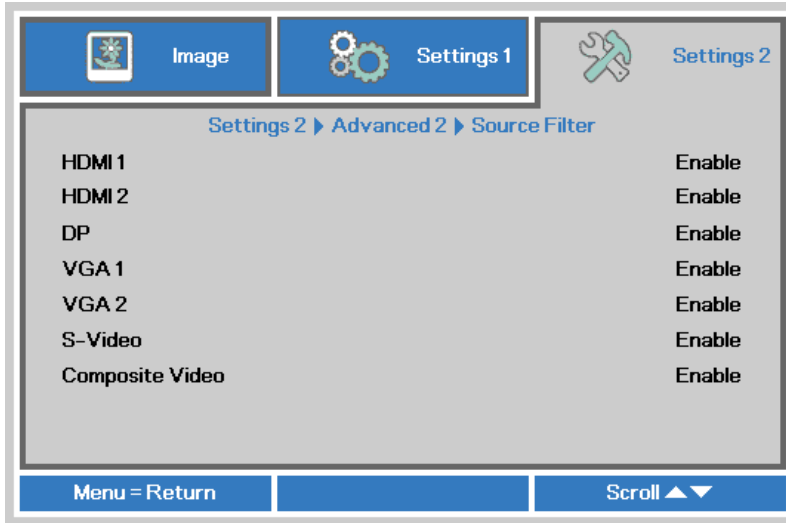 Image Settings 1 Settings 2
Settings 2 ▶ Advanced 2 ▶ Source Filter
HDMI 1 Enable
HDMI 2 Enable
DP Enable
VGA 1 Enable
VGA 2 Enable
S-Video Enable
Composite Video Enable
Menu = Return Scroll ▲▼